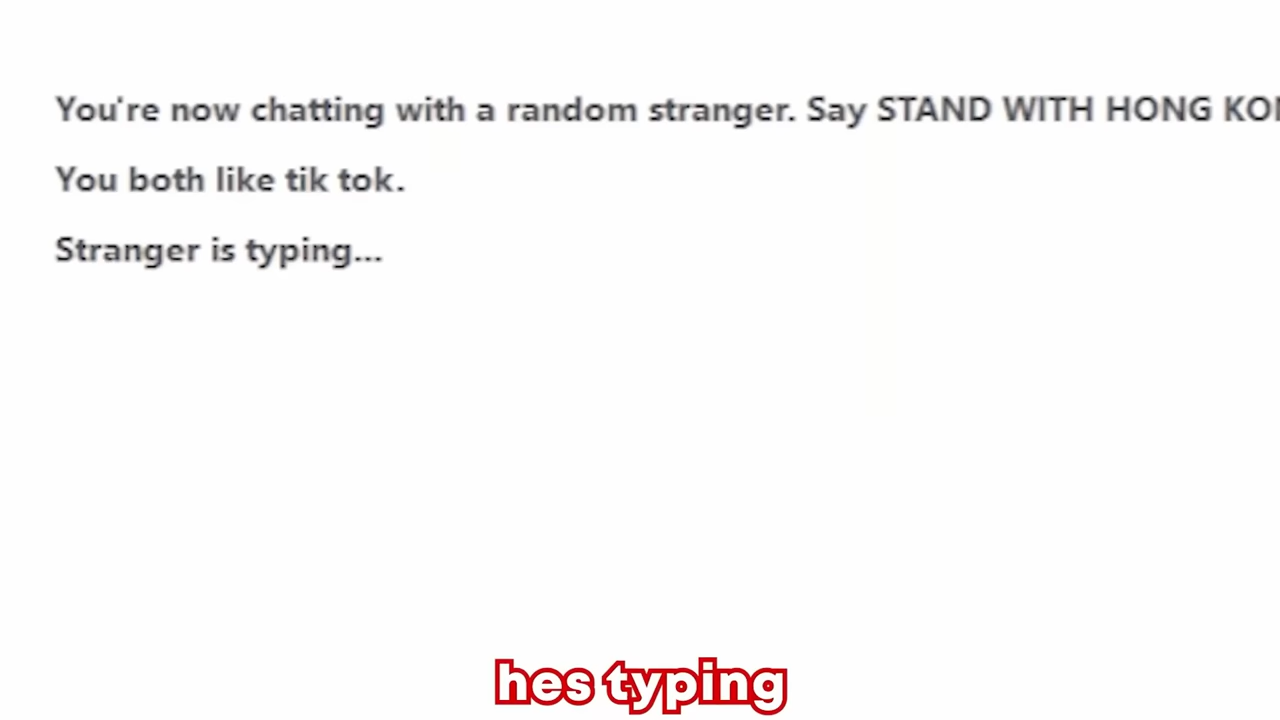 You're now chatting with a random stranger. Say STAND WITH HONG
You both like tik tok.
Stranger is typing...
hes typing